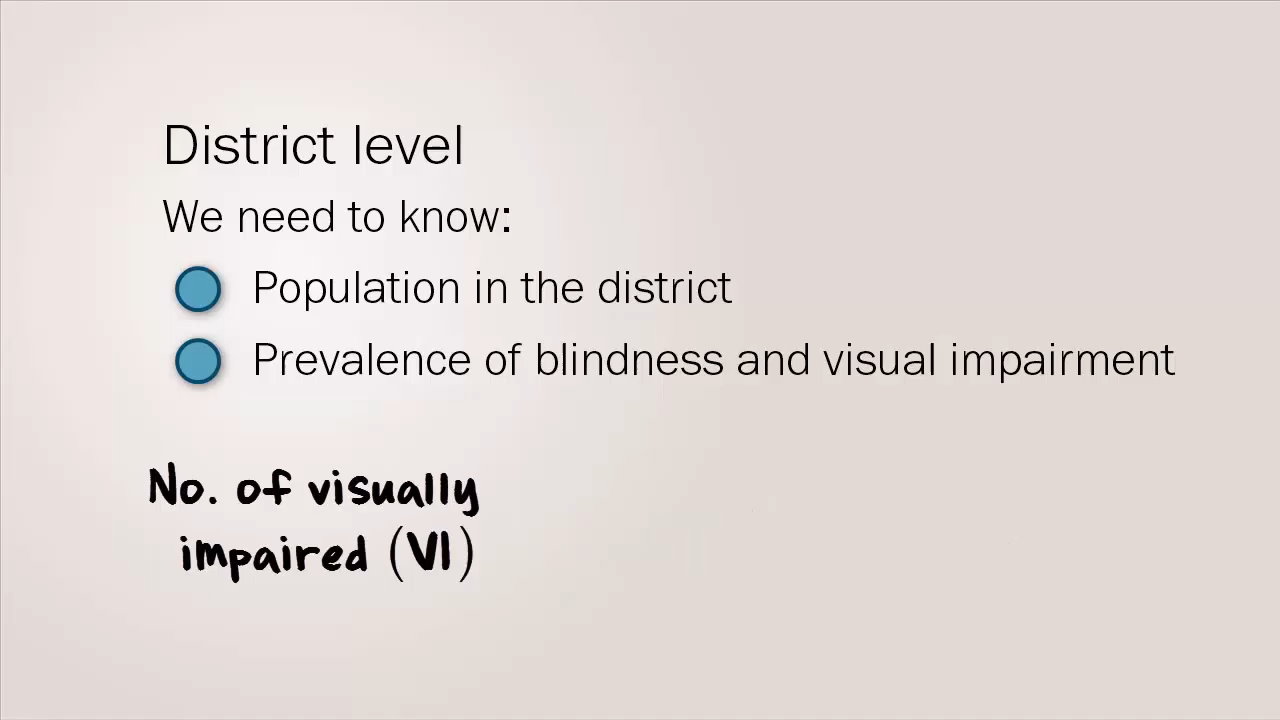 District level
We need to know:
Population in the district
Prevalence of blindness and visual impairment
No. of visually
impaired (VI)